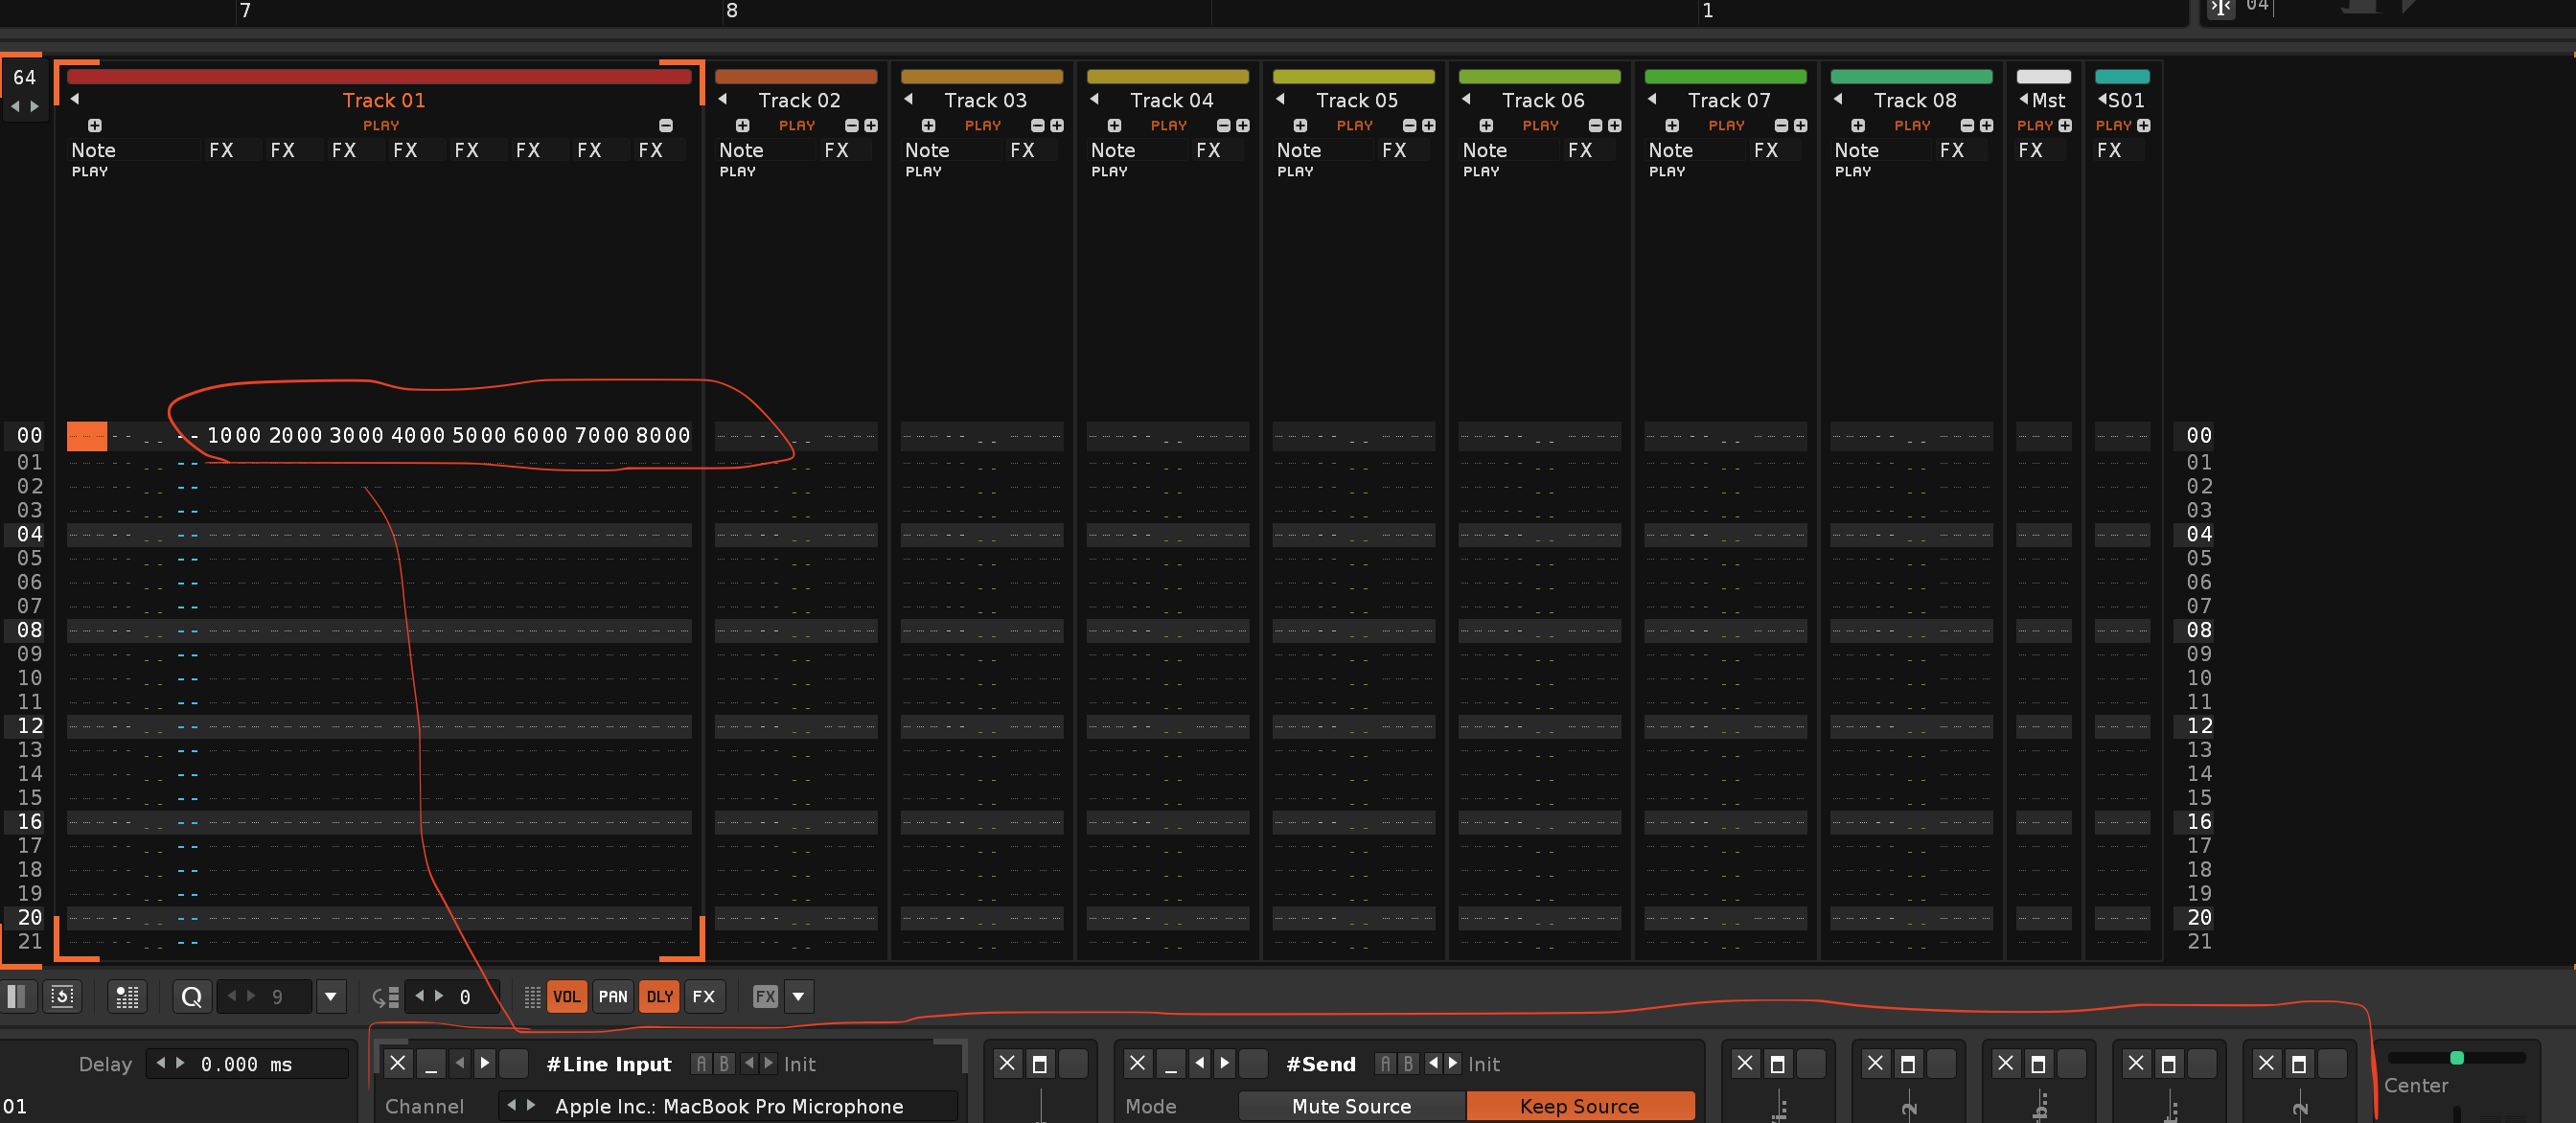 7 8 1 04
64
Track 01 Track 02 Track 03 Track 04 Track 05 Track 06 Track 07 Track 08 Mst S01
PLAY PLAY PLAY PLAY PLAY PLAY PLAY PLAY PLAY PLAY
Note FX FX FX FX FX FX FX FX Note FX Note FX Note FX Note FX Note FX Note FX Note FX FX FX
PLAY PLAY PLAY PLAY PLAY PLAY PLAY PLAY
00 1000 2000 3000 4000 5000 6000 7000 8000 00
01 01
02 02
03 03
04 04
05 05
06 06
07 07
08 08
09 09
10 10
11 11
12 12
13 13
14 14
15 15
16 16
17 17
18 18
19 19
20 20
21 21
Q 9 0 VOL PAN DLY FX FX
Delay 0.000 ms #Line Input A B Init #Send A B Init
Center
01 Channel Apple Inc.: MacBook Pro Microphone Mode Mute Source Keep Source 2 2